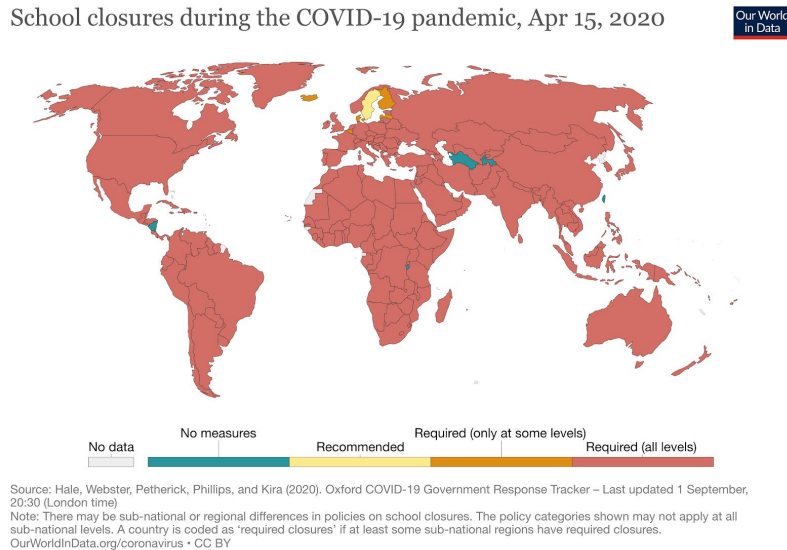 School closures during the COVID-19 pandemic, Apr 15, 2020
Our World
in Data
No data
No measures
Recommended
Required (only at some levels)
Required (all levels)
Source: Hale, Webster, Petherick, Phillips, and Kira (2020). Oxford COVID-19 Government Response Tracker – Last updated 1 September,
20:30 (London time)
Note: There may be sub-national or regional differences in policies on school closures. The policy categories shown may not apply at all
sub-national levels. A country is coded as 'required closures' if at least some sub-national regions have required closures.
OurWorldInData.org/coronavirus • CC BY